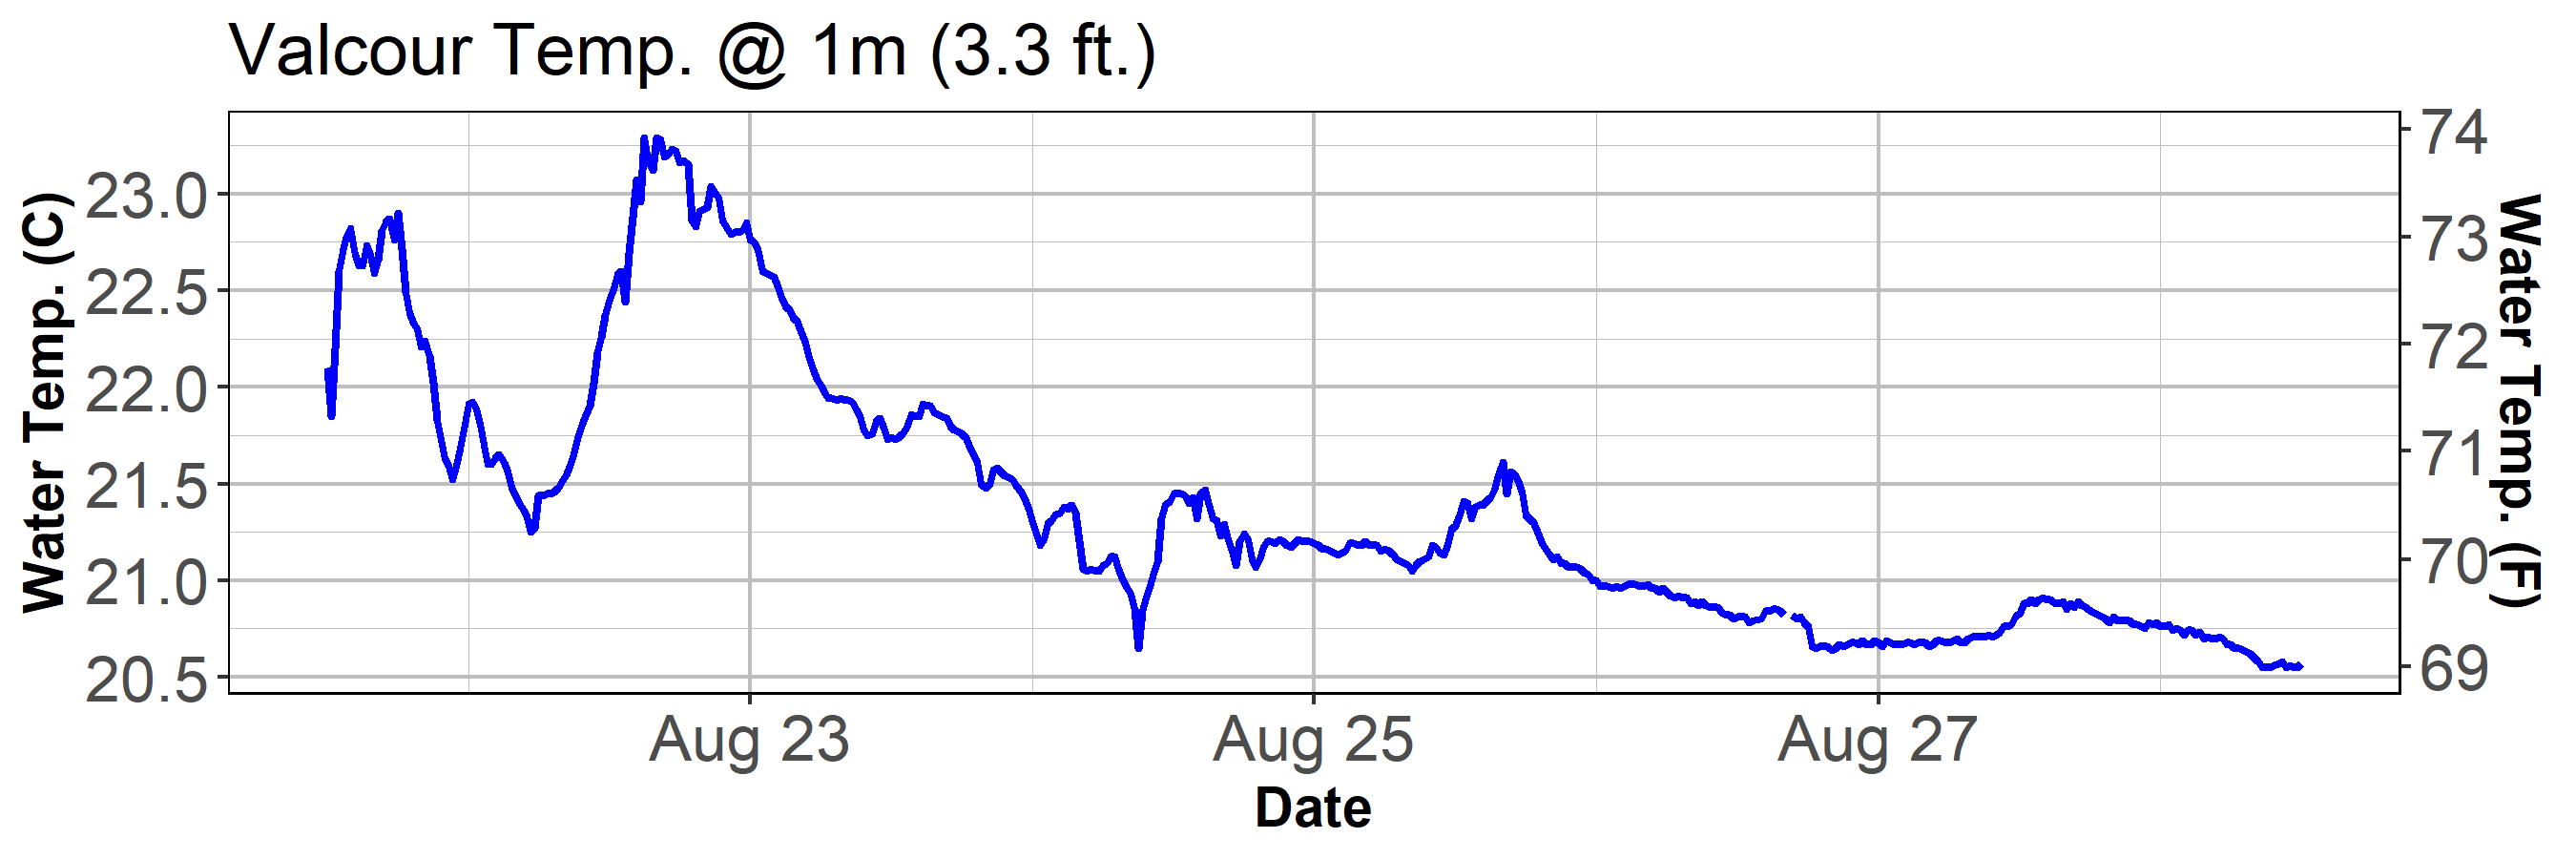 Valcour Temp. @ 1m (3.3 ft.)
Water Temp. (C)
23.0
22.5
22.0
21.5
21.0
20.5
74
73
72
71
70
69
Water Temp. (F)
Aug 23
Aug 25
Aug 27
Date